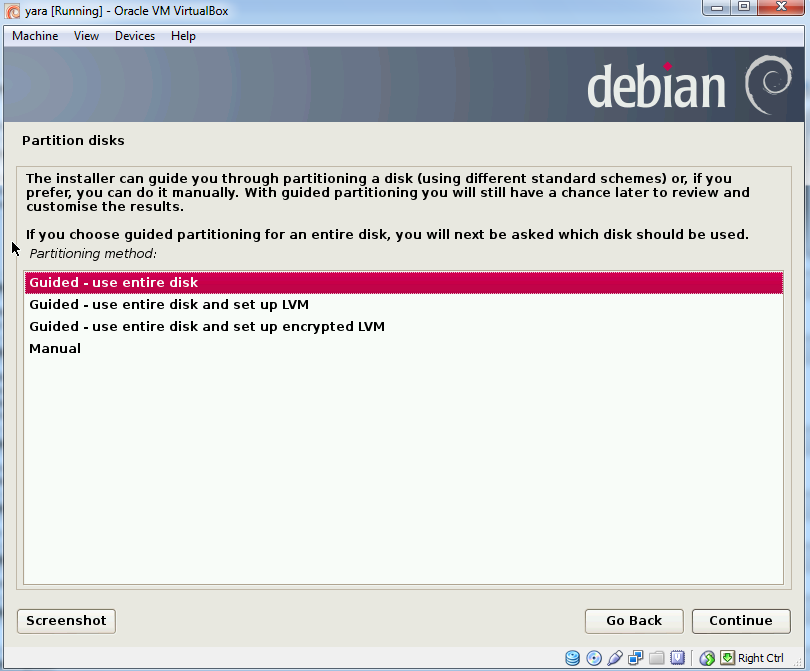 yara [Running] - Oracle VM VirtualBox
Machine View Devices Help
debian
Partition disks
The installer can guide you through partitioning a disk (using different standard schemes) or, if you
prefer, you can do it manually. With guided partitioning you will still have a chance later to review and
customise the results.
If you choose guided partitioning for an entire disk, you will next be asked which disk should be used.
Partitioning method:
Guided - use entire disk
Guided - use entire disk and set up LVM
Guided - use entire disk and set up encrypted LVM
Manual
Screenshot Go Back Continue
Right Ctrl